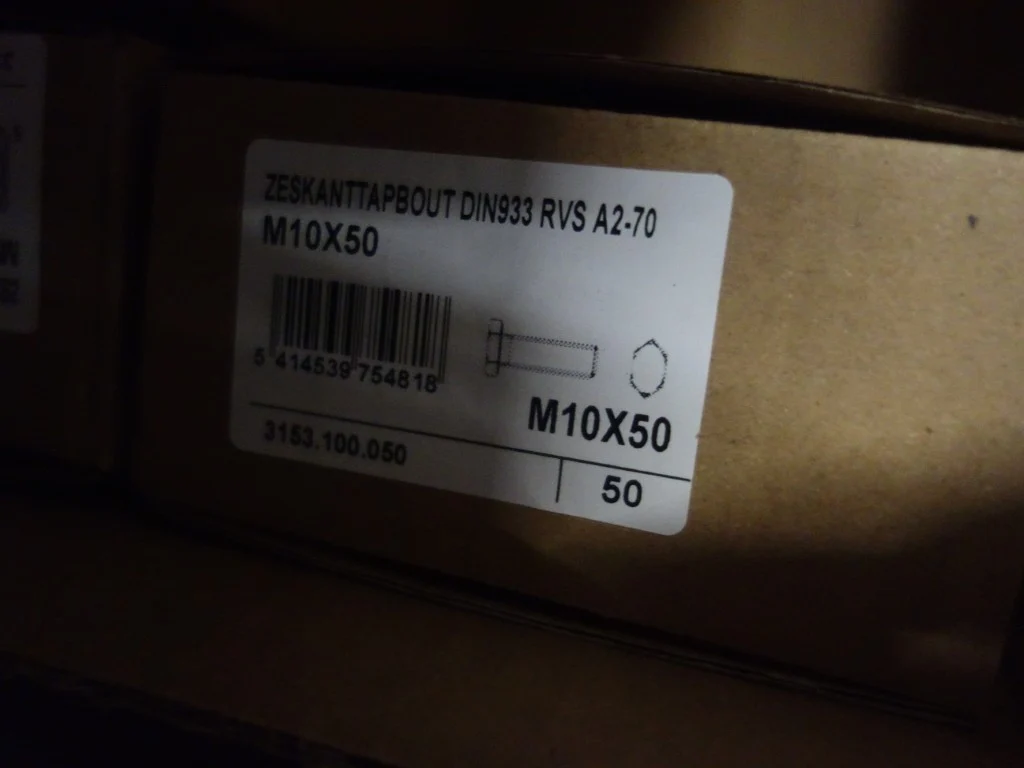 ZESKANTTAPBOUT DIN933 RVS A2-70
M10X50
5 414539 754818
M10X50
3153.100.050
50